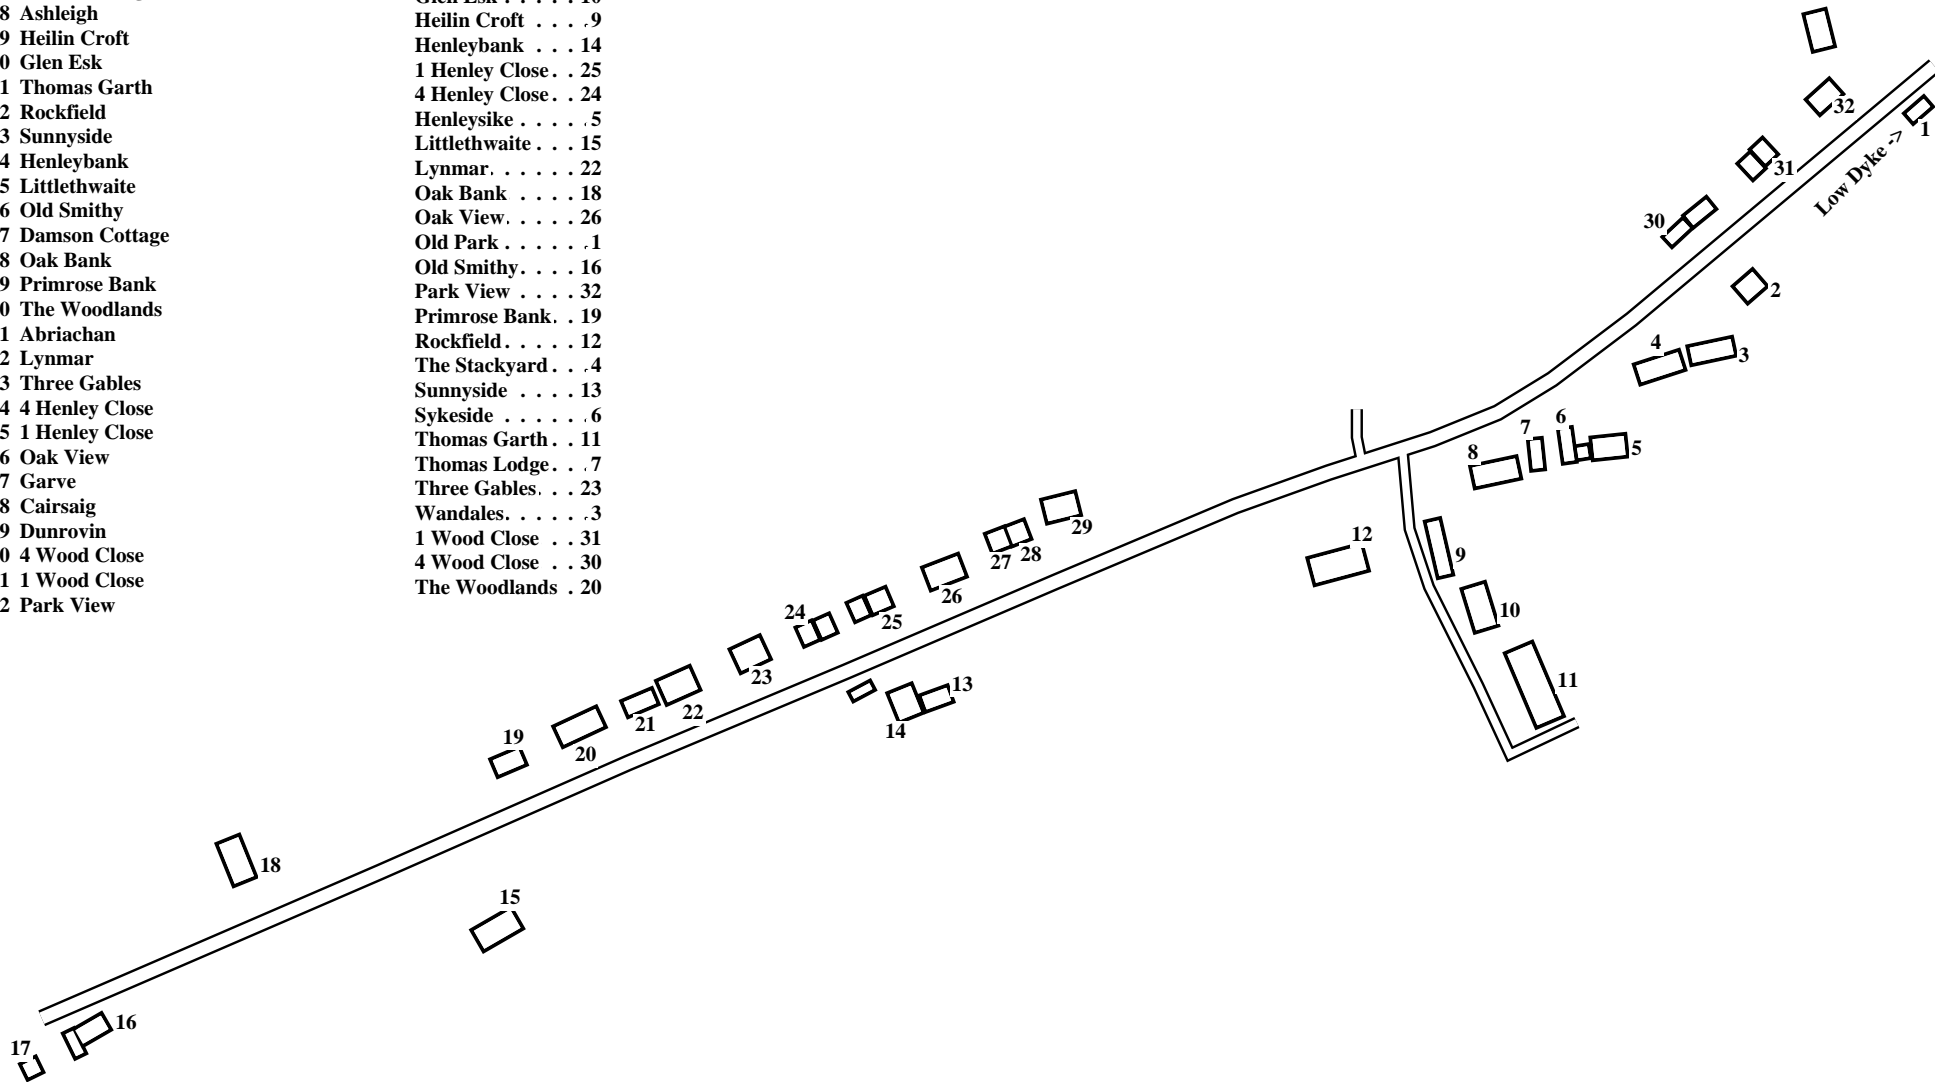 8 Ashleigh
9 Heilin Croft
0 Glen Esk
1 Thomas Garth
2 Rockfield
3 Sunnyside
4 Henleybank
5 Littlethwaite
6 Old Smithy
7 Damson Cottage
8 Oak Bank
9 Primrose Bank
0 The Woodlands
1 Abriachan
2 Lynmar
3 Three Gables
4 4 Henley Close
5 1 Henley Close
6 Oak View
7 Garve
8 Cairsaig
9 Dunrovin
0 4 Wood Close
1 1 Wood Close
2 Park View
Glen Esk . . . . . 10
Heilin Croft . . . . 9
Henleybank . . . 14
1 Henley Close . . 25
4 Henley Close . . 24
Henleysike . . . . . 5
Littlethwaite . . . 15
Lynmar . . . . . . 22
Oak Bank . . . . 18
Oak View . . . . . 26
Old Park . . . . . . 1
Old Smithy . . . . 16
Park View . . . . 32
Primrose Bank . . 19
Rockfield . . . . . 12
The Stackyard . . . 4
Sunnyside . . . . 13
Sykeside . . . . . . 6
Thomas Garth . . 11
Thomas Lodge . . . 7
Three Gables . . . 23
Wandales . . . . . . 3
1 Wood Close . . 31
4 Wood Close . . 30
The Woodlands . 20
32
1
Low Dyke ->
31
30
2
4
3
6
7
5
8
12
9
10
11
29
28
27
26
25
24
23
22
21
20
19
13
14
18
15
16
17